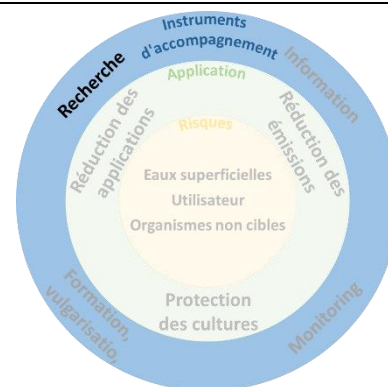 Instruments
d'accompagnement
Recherche
Information
Application
Réduction des
applications
Réduction des
émissions
Risques
Eaux superficielles
Utilisateur
Organismes non cibles
Protection
des cultures
Formation,
vulgarisatio,
Monitoring